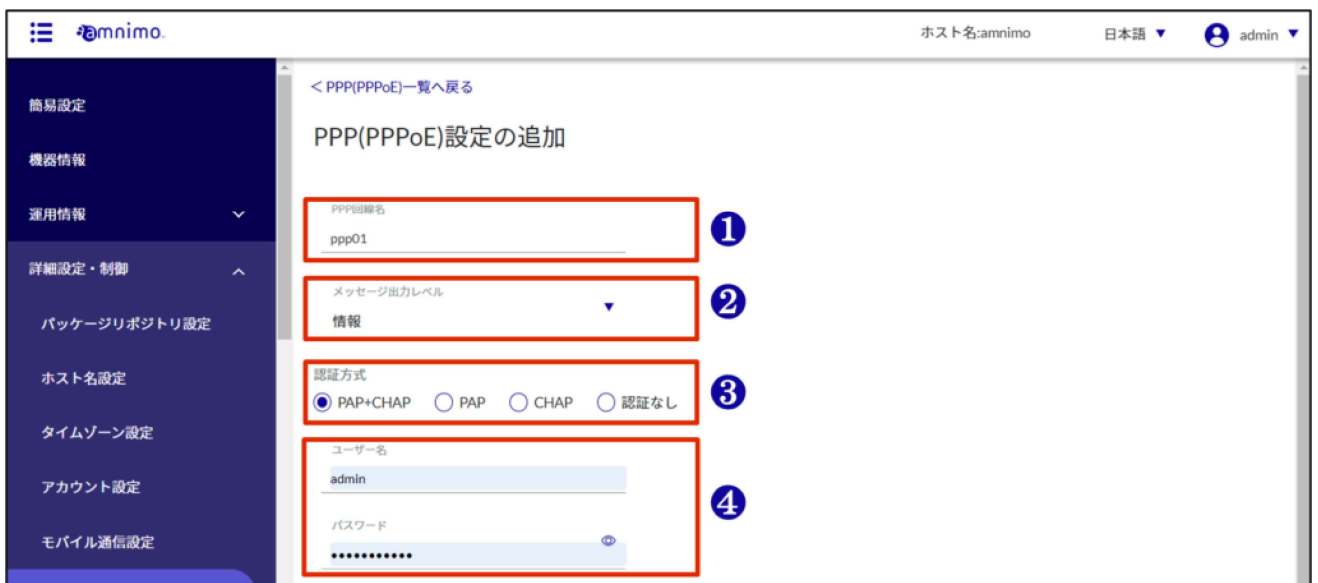 amnimo
ホスト名:amnimo
日本語
admin
簡易設定
機器情報
運用情報
詳細設定・制御
パッケージリポジトリ設定
ホスト名設定
タイムゾーン設定
アカウント設定
モバイル通信設定
< PPP(PPPoE)一覧へ戻る
PPP(PPPoE)設定の追加
PPP回線名
ppp01
❶
メッセージ出力レベル
情報
❷
認証方式
PAP+CHAP PAP CHAP 認証なし
❸
ユーザー名
admin
❹
パスワード
•••••••••••